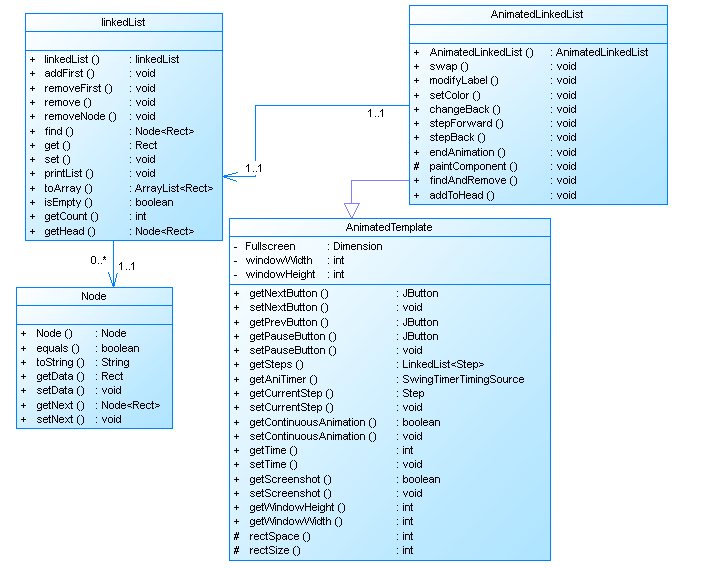 linkedList
+ linkedList () : linkedList
+ addFirst () : void
+ removeFirst () : void
+ remove () : void
+ removeNode () : void
+ find () : Node<Rect>
+ get () : Rect
+ set () : void
+ printList () : void
+ toArray () : ArrayList<Rect>
+ isEmpty () : boolean
+ getCount () : int
+ getHead () : Node<Rect>
AnimatedLinkedList
+ AnimatedLinkedList () : AnimatedLinkedList
+ swap () : void
+ modifyLabel () : void
+ setColor () : void
+ changeBack () : void
+ stepForward () : void
+ stepBack () : void
+ endAnimation () : void
# paintComponent () : void
+ findAndRemove () : void
+ addToHead () : void
1..1
1..1
0..*
1..1
Node
+ Node () : Node
+ equals () : boolean
+ toString () : String
+ getData () : Rect
+ setData () : void
+ getNext () : Node<Rect>
+ setNext () : void
AnimatedTemplate
- Fullscreen : Dimension
- windowWidth : int
- windowHeight : int
+ getNextButton () : JButton
+ setNextButton () : void
+ getPrevButton () : JButton
+ getPauseButton () : JButton
+ setPauseButton () : void
+ getSteps () : LinkedList<Step>
+ getAniTimer () : SwingTimerTimingSource
+ getCurrentStep () : Step
+ setCurrentStep () : void
+ getContinuousAnimation () : boolean
+ setContinuousAnimation () : void
+ getTime () : int
+ setTime () : void
+ getScreenshot () : boolean
+ setScreenshot () : void
+ getWindowHeight () : int
+ getWindowWidth () : int
# rectSpace () : int
# rectSize () : int